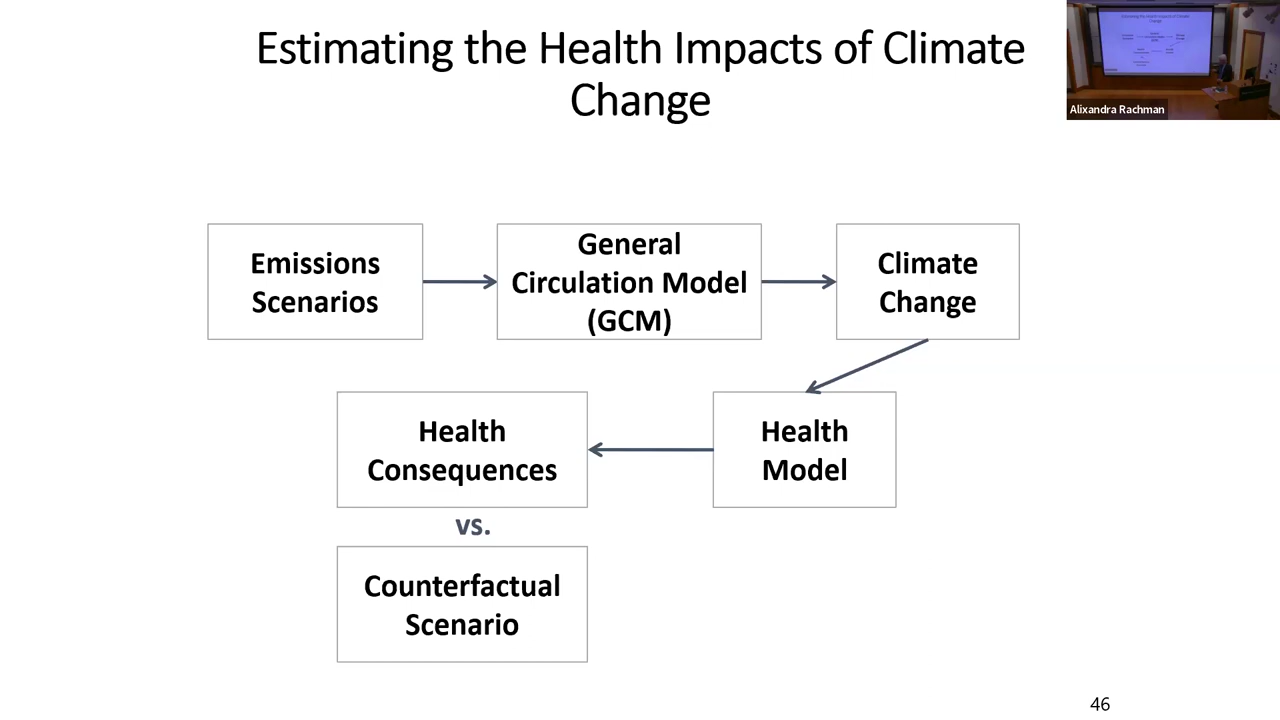 Estimating the Health Impacts of Climate
Change
Alixandra Rachman
Emissions
Scenarios
General
Circulation Model
(GCM)
Climate
Change
Health
Consequences
Health
Model
vs.
Counterfactual
Scenario
46